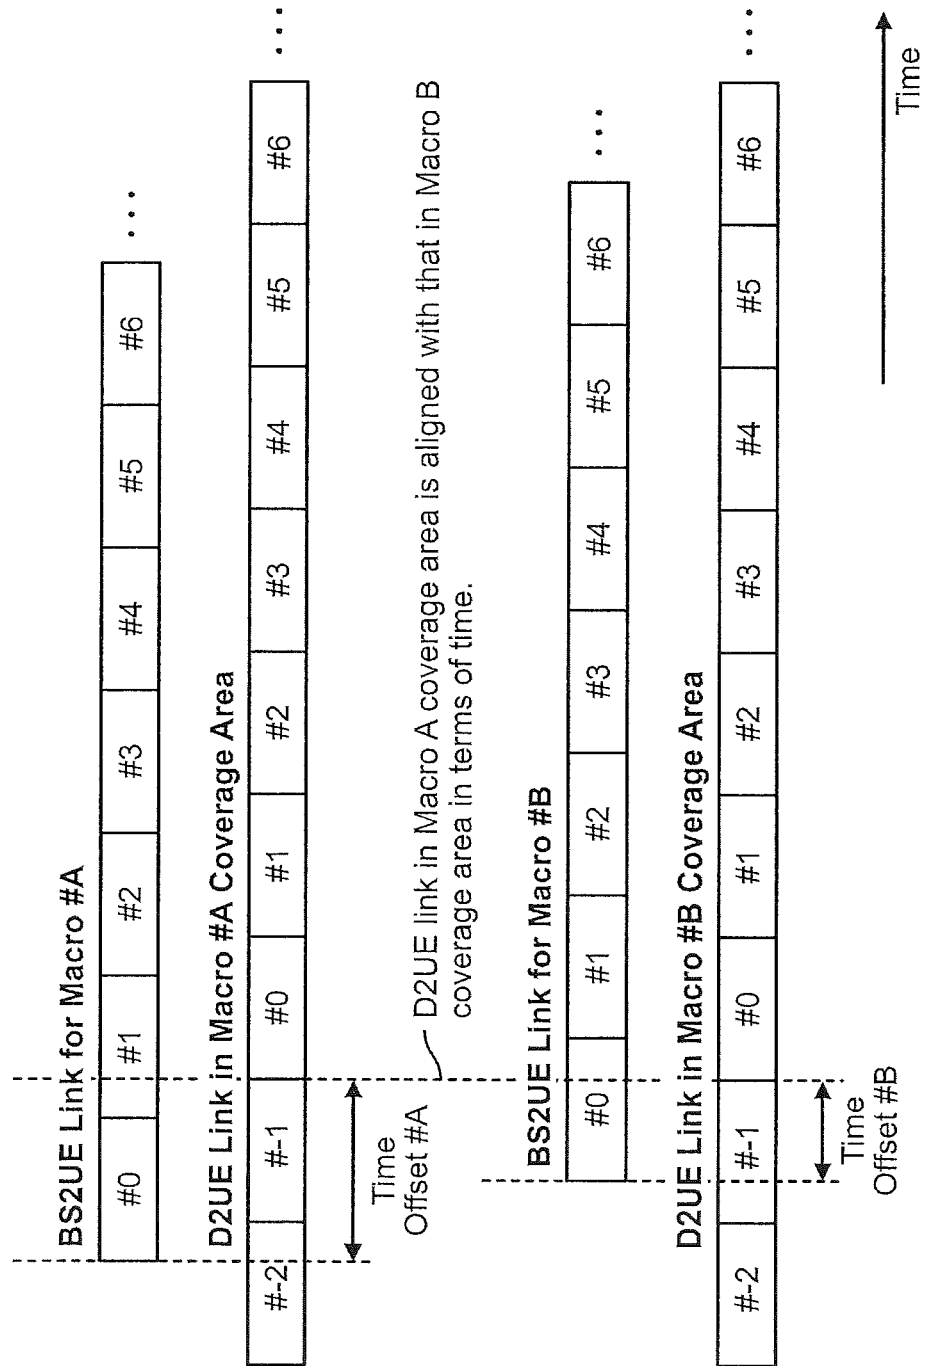 BS2UE Link for Macro #A
#0 #1 #2 #3 #4 #5 #6 ...
D2UE Link in Macro #A Coverage Area
#-2 #-1 #0 #1 #2 #3 #4 #5 #6 ...
Time
Offset #A
D2UE link in Macro A coverage area is aligned with that in Macro B
coverage area in terms of time.
BS2UE Link for Macro #B
#0 #1 #2 #3 #4 #5 #6 ...
D2UE Link in Macro #B Coverage Area
#-2 #-1 #0 #1 #2 #3 #4 #5 #6 ...
Time
Offset #B
Time